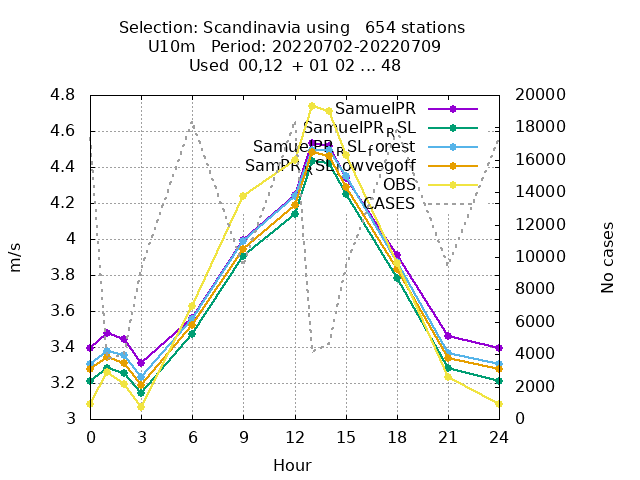 Selection: Scandinavia using 654 stations
U10m Period: 20220702-20220709
Used 00,12 + 01 02 ... 48
4.8
4.6
4.4
4.2
4
3.8
3.6
3.4
3.2
3
20000
18000
16000
14000
12000
10000
8000
6000
4000
2000
0
SamuelPR
SamuelPR_RSL
SamuelPR_RSL_forest
OBS
CASES
m/s
No cases
0 3 6 9 12 15 18 21 24
Hour